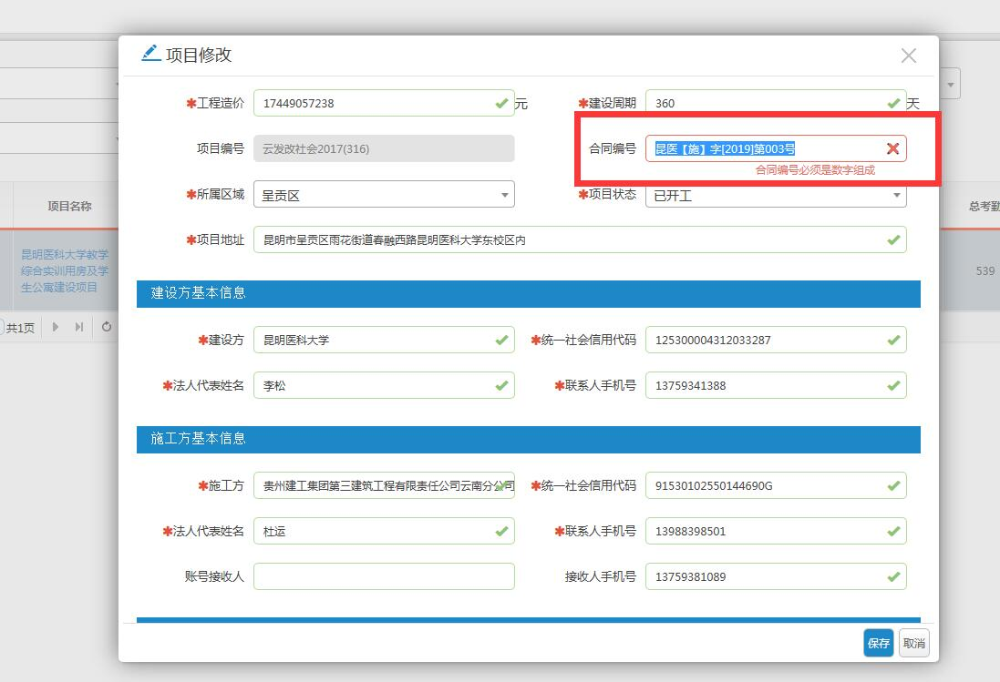 项目修改
工程造价 17449057238 元
建设周期 360 天
项目编号 云发改社会2017(316)
合同编号 昆医【施】字[2019]第003号
合同编号必须是数字组成
所属区域 呈贡区
项目状态 已开工
项目地址 昆明市呈贡区雨花街道春融西路昆明医科大学东校区内
建设方基本信息
建设方 昆明医科大学
统一社会信用代码 125300004312033287
法人代表姓名 李松
联系人手机号 13759341388
施工方基本信息
施工方 贵州建工集团第三建筑工程有限责任公司云南分公司
统一社会信用代码 91530102550144690G
法人代表姓名 杜运
联系人手机号 13988398501
账号接收人
接收人手机号 13759381089
保存 取消
项目名称
昆明医科大学教学
综合实训用房及学
生公寓建设项目
共1页
总考勤
539